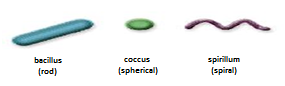 bacillus
(rod)
coccus
(spherical)
spirillum
(spiral)